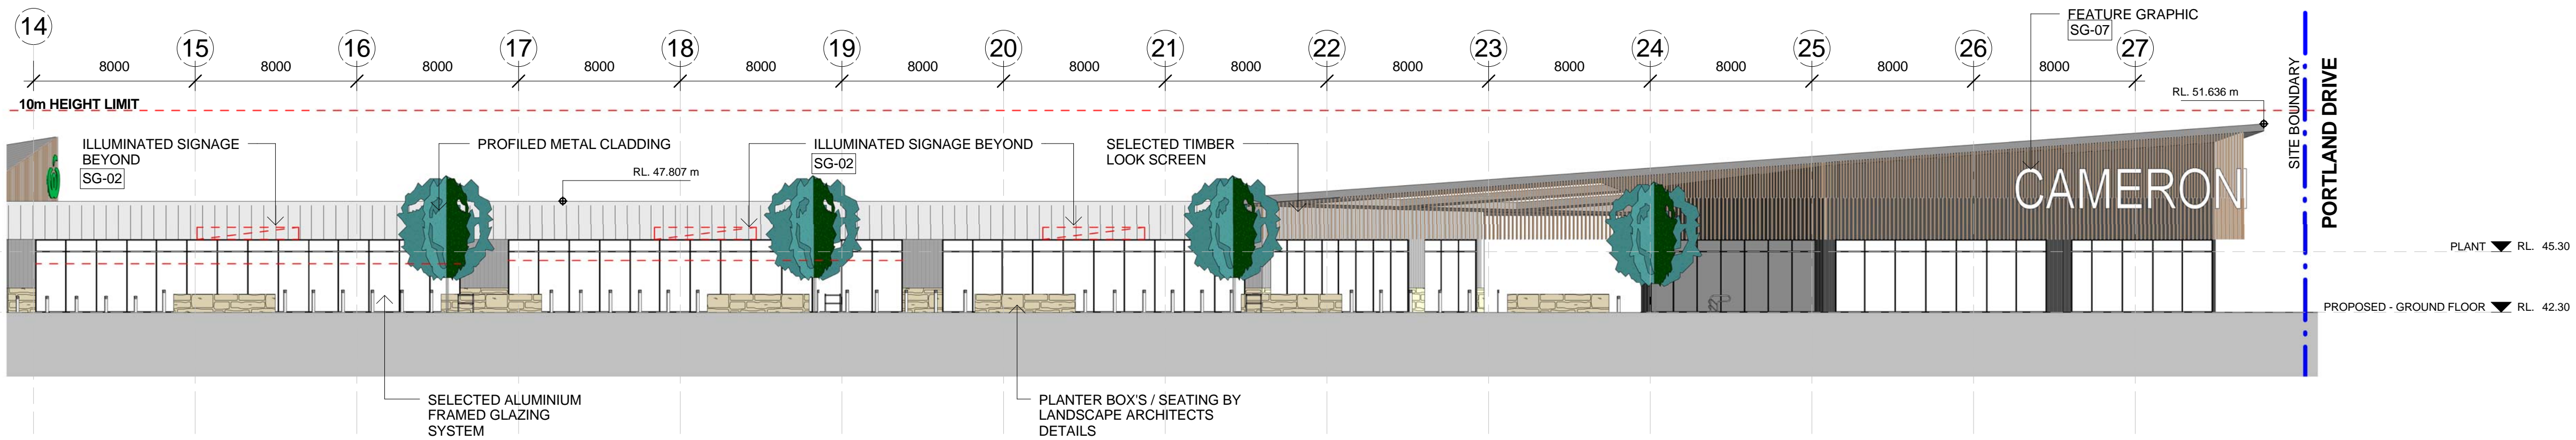 14
15
16
17
18
19
20
21
22
23
24
25
26
27
8000
8000
8000
8000
8000
8000
8000
8000
8000
8000
8000
8000
8000
10m HEIGHT LIMIT
FEATURE GRAPHIC
SG-07
SITE BOUNDARY
PORTLAND DRIVE
RL. 51.636 m
ILLUMINATED SIGNAGE
BEYOND
SG-02
PROFILED METAL CLADDING
RL. 47.807 m
ILLUMINATED SIGNAGE BEYOND
SG-02
SELECTED TIMBER
LOOK SCREEN
CAMERON
PLANT RL. 45.30
PROPOSED - GROUND FLOOR RL. 42.30
SELECTED ALUMINIUM
FRAMED GLAZING
SYSTEM
PLANTER BOX'S / SEATING BY
LANDSCAPE ARCHITECTS
DETAILS